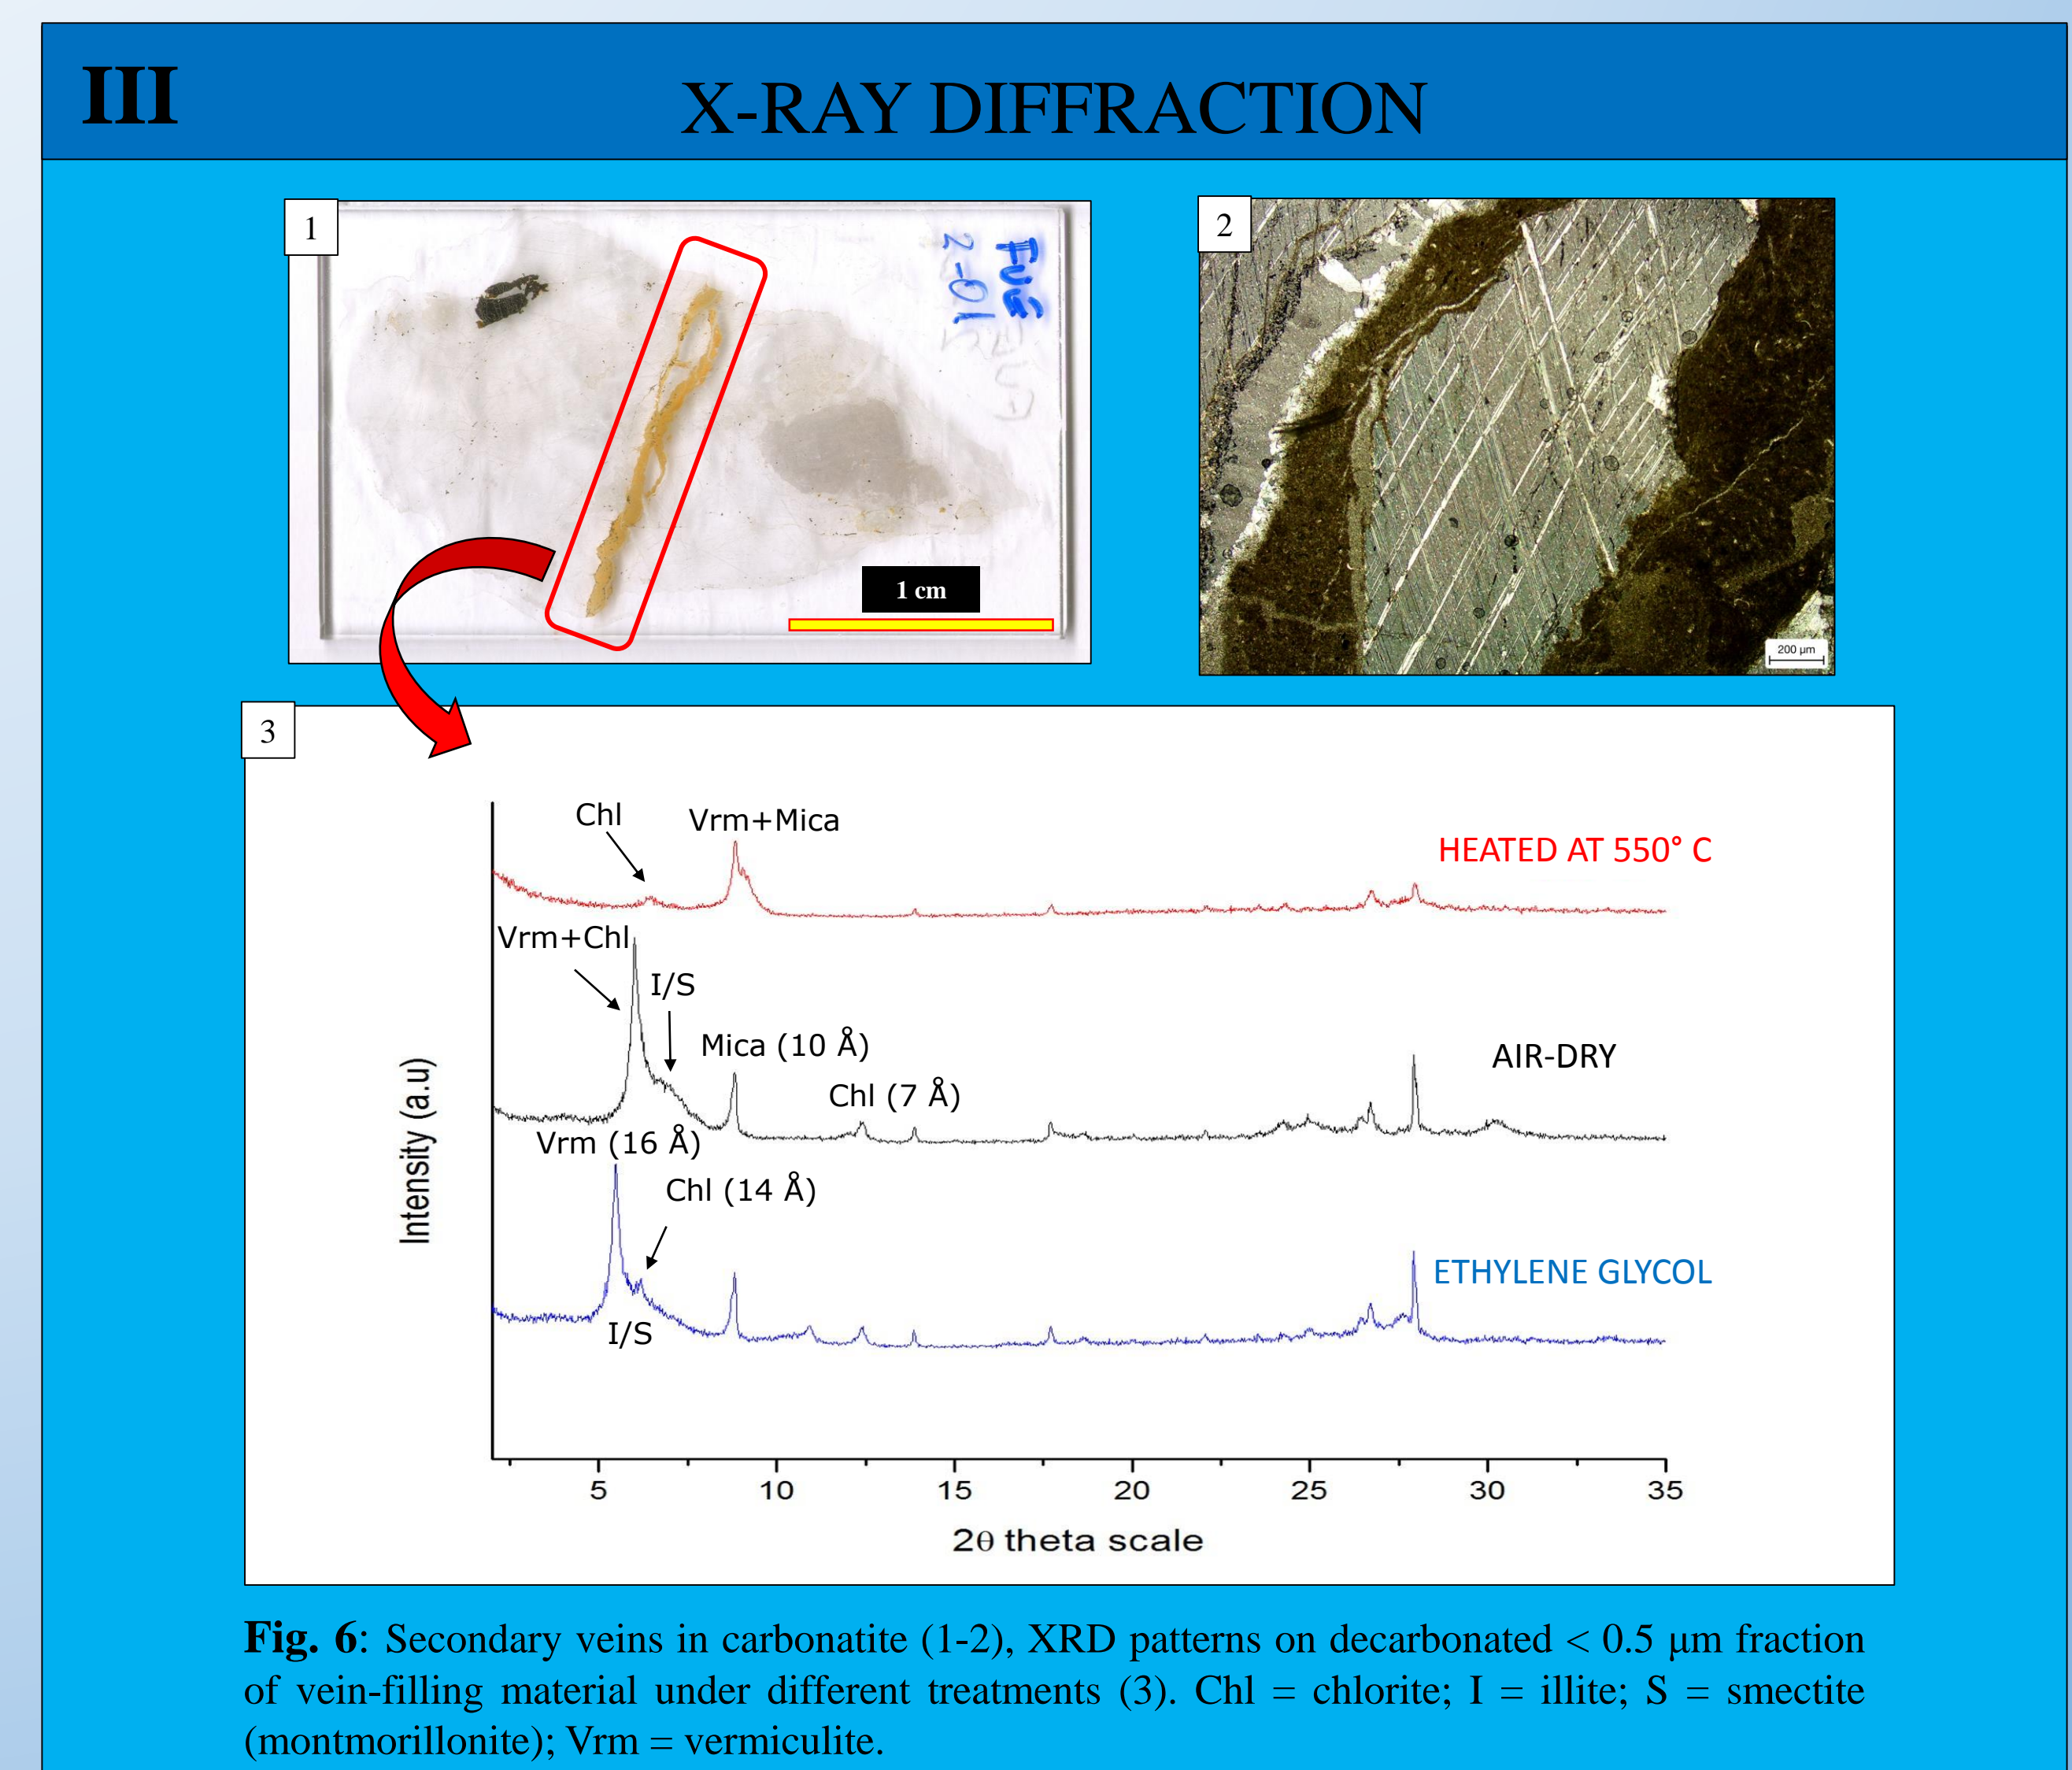 III
X-RAY DIFFRACTION
1
FUG
2-01
1 cm
2
200 µm
3
Chl
Vrm+Mica
HEATED AT 550° C
Vrm+Chl
I/S
Mica (10 Å)
Chl (7 Å)
AIR-DRY
Vrm (16 Å)
Chl (14 Å)
I/S
ETHYLENE GLYCOL
Intensity (a.u)
5 10 15 20 25 30 35
2θ theta scale
Fig. 6: Secondary veins in carbonatite (1-2), XRD patterns on decarbonated < 0.5 µm fraction
of vein-filling material under different treatments (3). Chl = chlorite; I = illite; S = smectite
(montmorillonite); Vrm = vermiculite.